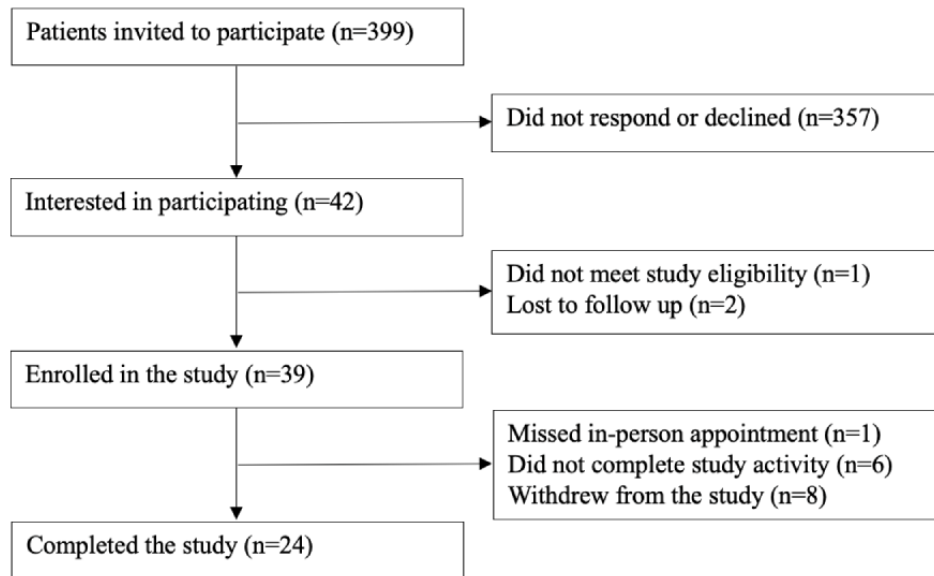 Patients invited to participate (n=399)
Did not respond or declined (n=357)
Interested in participating (n=42)
Did not meet study eligibility (n=1)
Lost to follow up (n=2)
Enrolled in the study (n=39)
Missed in-person appointment (n=1)
Did not complete study activity (n=6)
Withdrew from the study (n=8)
Completed the study (n=24)